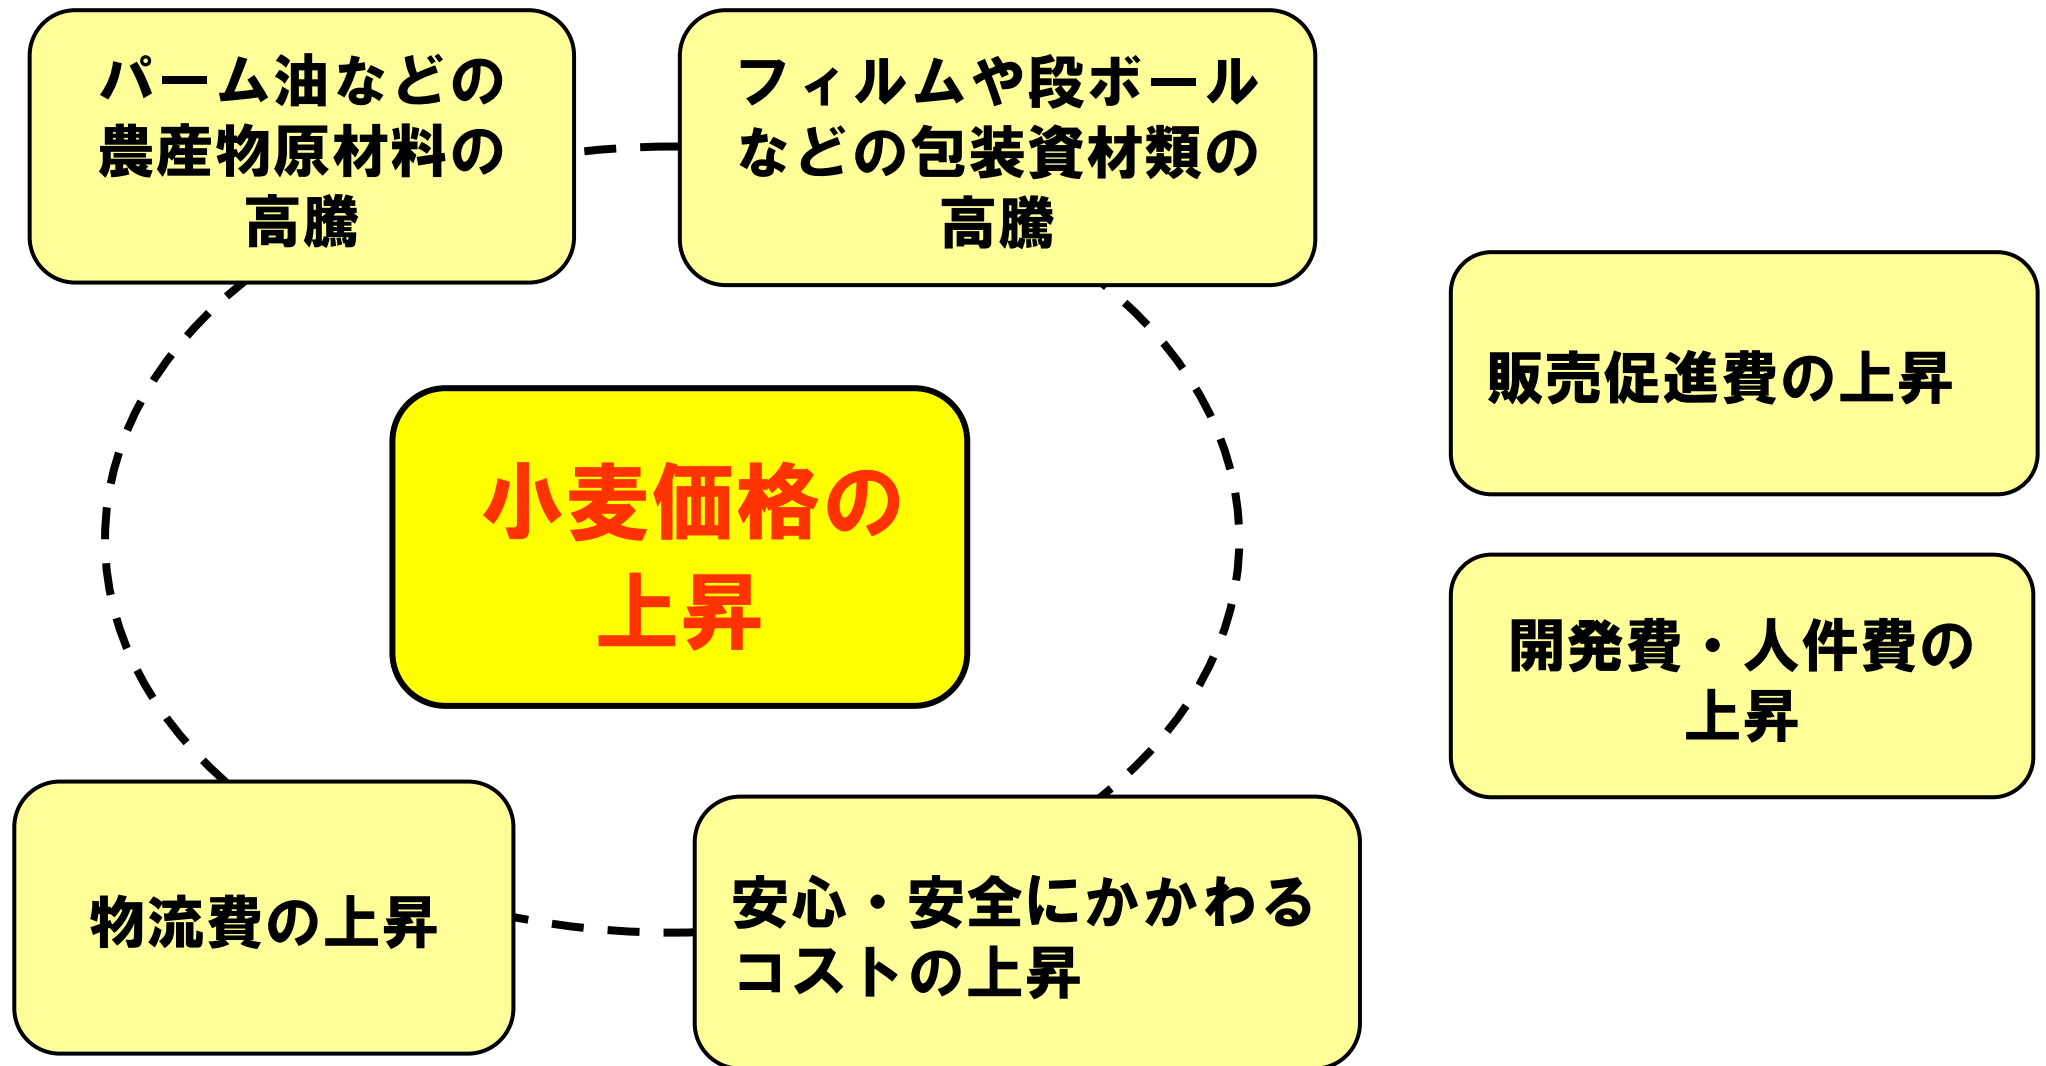 パーム油などの
農産物原材料の
高騰
フィルムや段ボール
などの包装資材類の
高騰
販売促進費の上昇
小麦価格の
上昇
開発費・人件費の
上昇
物流費の上昇
安心・安全にかかわる
コストの上昇